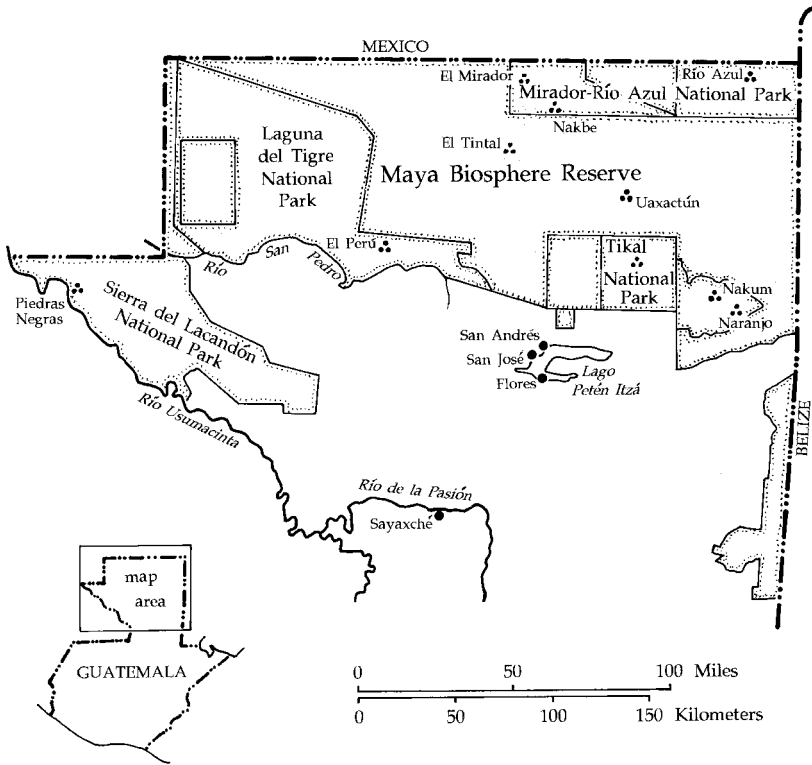 MEXICO
El Mirador
Río Azul
Mirador-Río Azul National Park
Nakbe
Laguna
del Tigre
National
Park
El Tintal
Maya Biosphere Reserve
Uaxactún
El Perú
Río San Pedro
Tikal
National
Park
Nakum
Naranjo
Piedras
Negras
Sierra del Lacandón
National Park
San Andrés
San José
Flores
Lago
Petén Itzá
Río Usumacinta
BELIZE
Río de la Pasión
Sayaxché
map
area
GUATEMALA
0 50 100 Miles
0 50 100 150 Kilometers